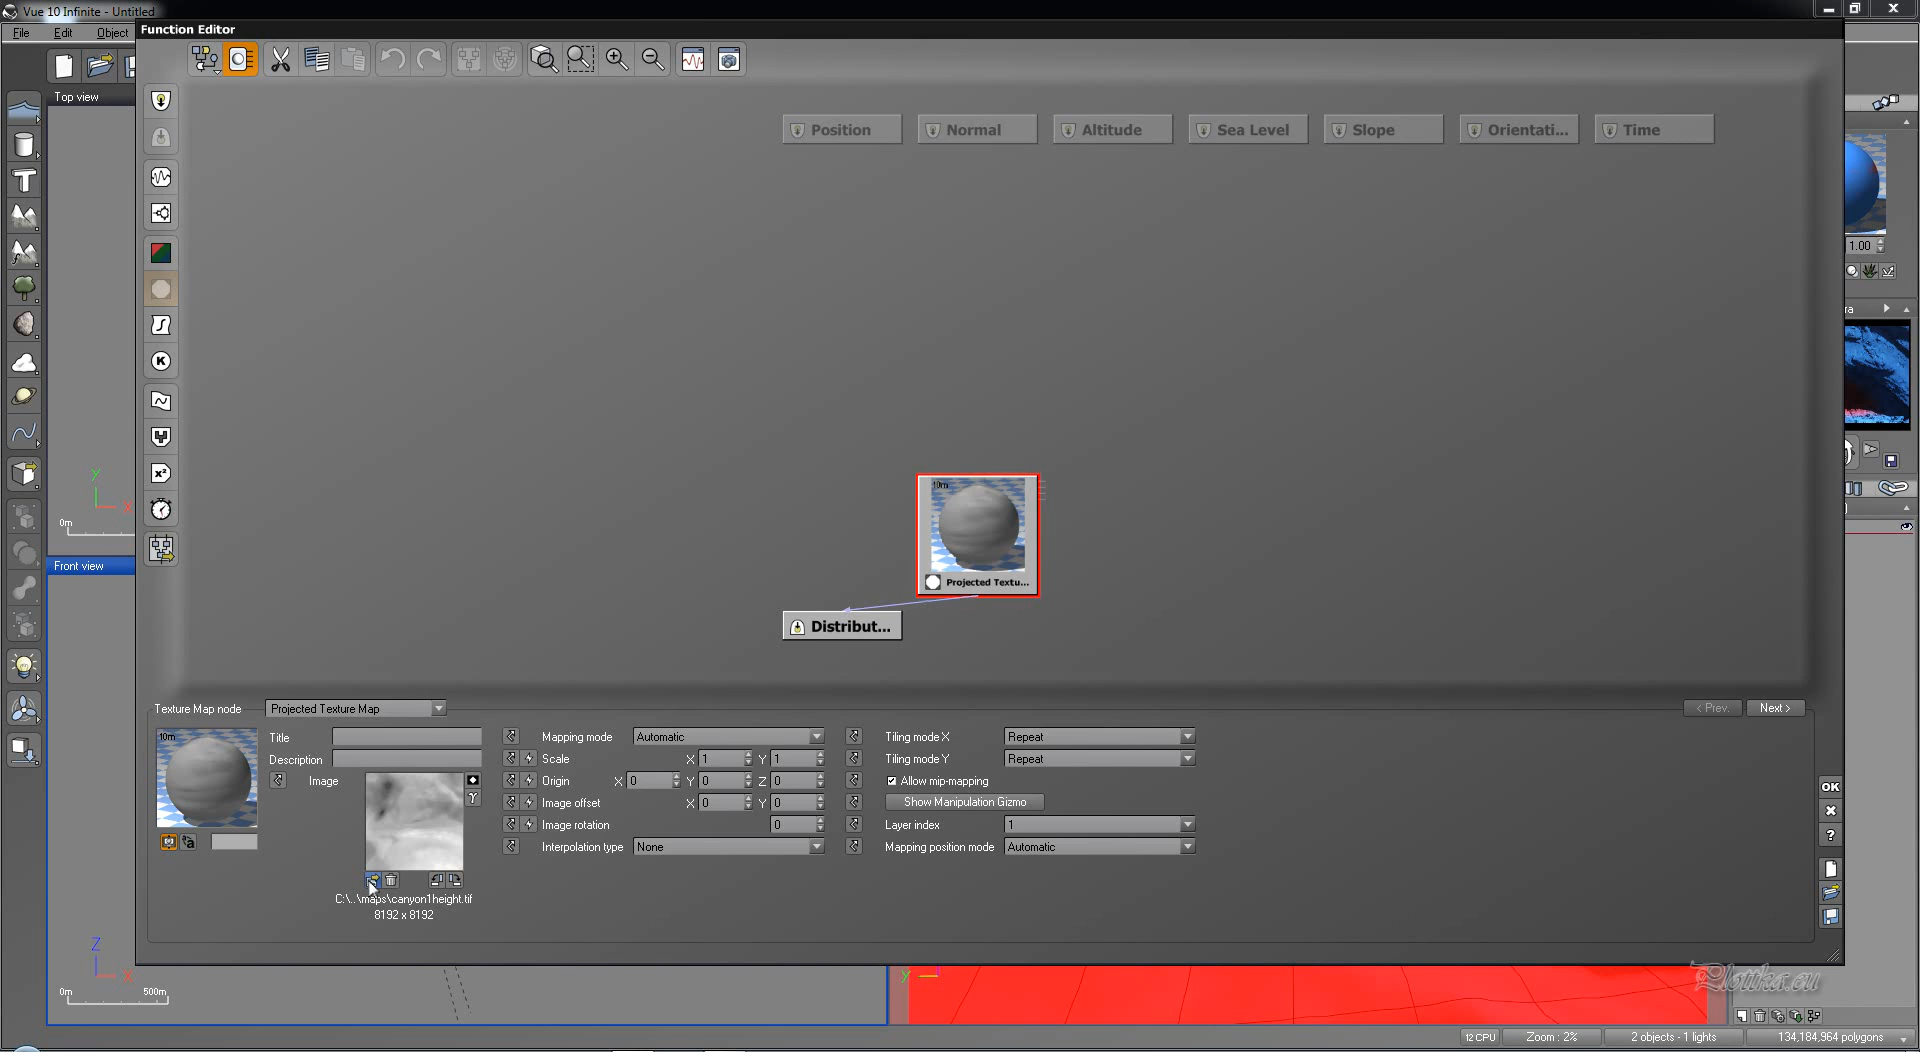 Vue 10 Infinite - Untitled
File Edit Object
Function Editor
Top view
Position Normal Altitude Sea Level Slope Orientati... Time
1.00
ra
10m
Projected Textu...
Distribut...
Y
X
0m
Front view
Texture Map node Projected Texture Map < Prev. Next >
10m
Title
Description
Image
C:\..\maps\canyon1height.tif
8192 x 8192
Mapping mode Automatic
Scale X 1 Y 1
Origin X 0 Y 0 Z 0
Image offset X 0 Y 0
Image rotation 0
Interpolation type None
Tiling mode X Repeat
Tiling mode Y Repeat
Allow mip-mapping
Show Manipulation Gizmo
Layer index 1
Mapping position mode Automatic
OK
Z
X
0m 500m
Y
Plottka.eu
12 CPU Zoom : 2% 2 objects - 1 lights 134,184,964 polygons